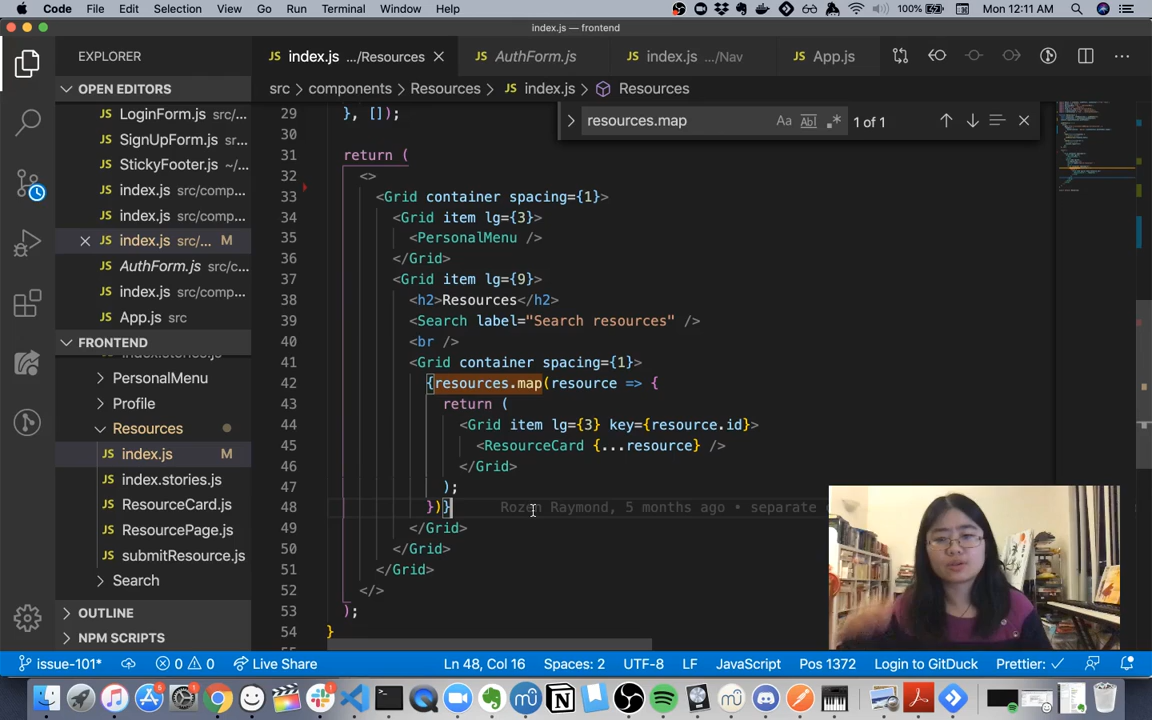 Code File Edit Selection View Go Run Terminal Window Help 100% Mon 12:11 AM
index.js — frontend
EXPLORER
index.js .../Resources AuthForm.js index.js .../Nav App.js
OPEN EDITORS
src components Resources index.js Resources
resources.map Aa Abl 1 of 1
LoginForm.js src/...
SignUpForm.js sr...
StickyFooter.js ~/...
index.js src/comp...
index.js src/comp...
index.js src/... M
AuthForm.js src/c...
index.js src/comp...
App.js src
FRONTEND
PersonalMenu
Profile
Resources
index.js M
index.stories.js
ResourceCard.js
ResourcePage.js
submitResource.js
Search
OUTLINE
NPM SCRIPTS
29 }, []);
30
31 return (
32 <>
33 <Grid container spacing={1}>
34 <Grid item lg={3}>
35 <PersonalMenu />
36 </Grid>
37 <Grid item lg={9}>
38 <h2>Resources</h2>
39 <Search label="Search resources" />
40 <br />
41 <Grid container spacing={1}>
42 {resources.map(resource => {
43 return (
44 <Grid item lg={3} key={resource.id}>
45 <ResourceCard {...resource} />
46 </Grid>
47 );
48 })} Rozen Raymond, 5 months ago • separate
49 </Grid>
50 </Grid>
51 </Grid>
52 </>
53 );
54 }
issue-101* 0 0 Live Share Ln 48, Col 16 Spaces: 2 UTF-8 LF JavaScript Pos 1372 Login to GitDuck Prettier: ✓